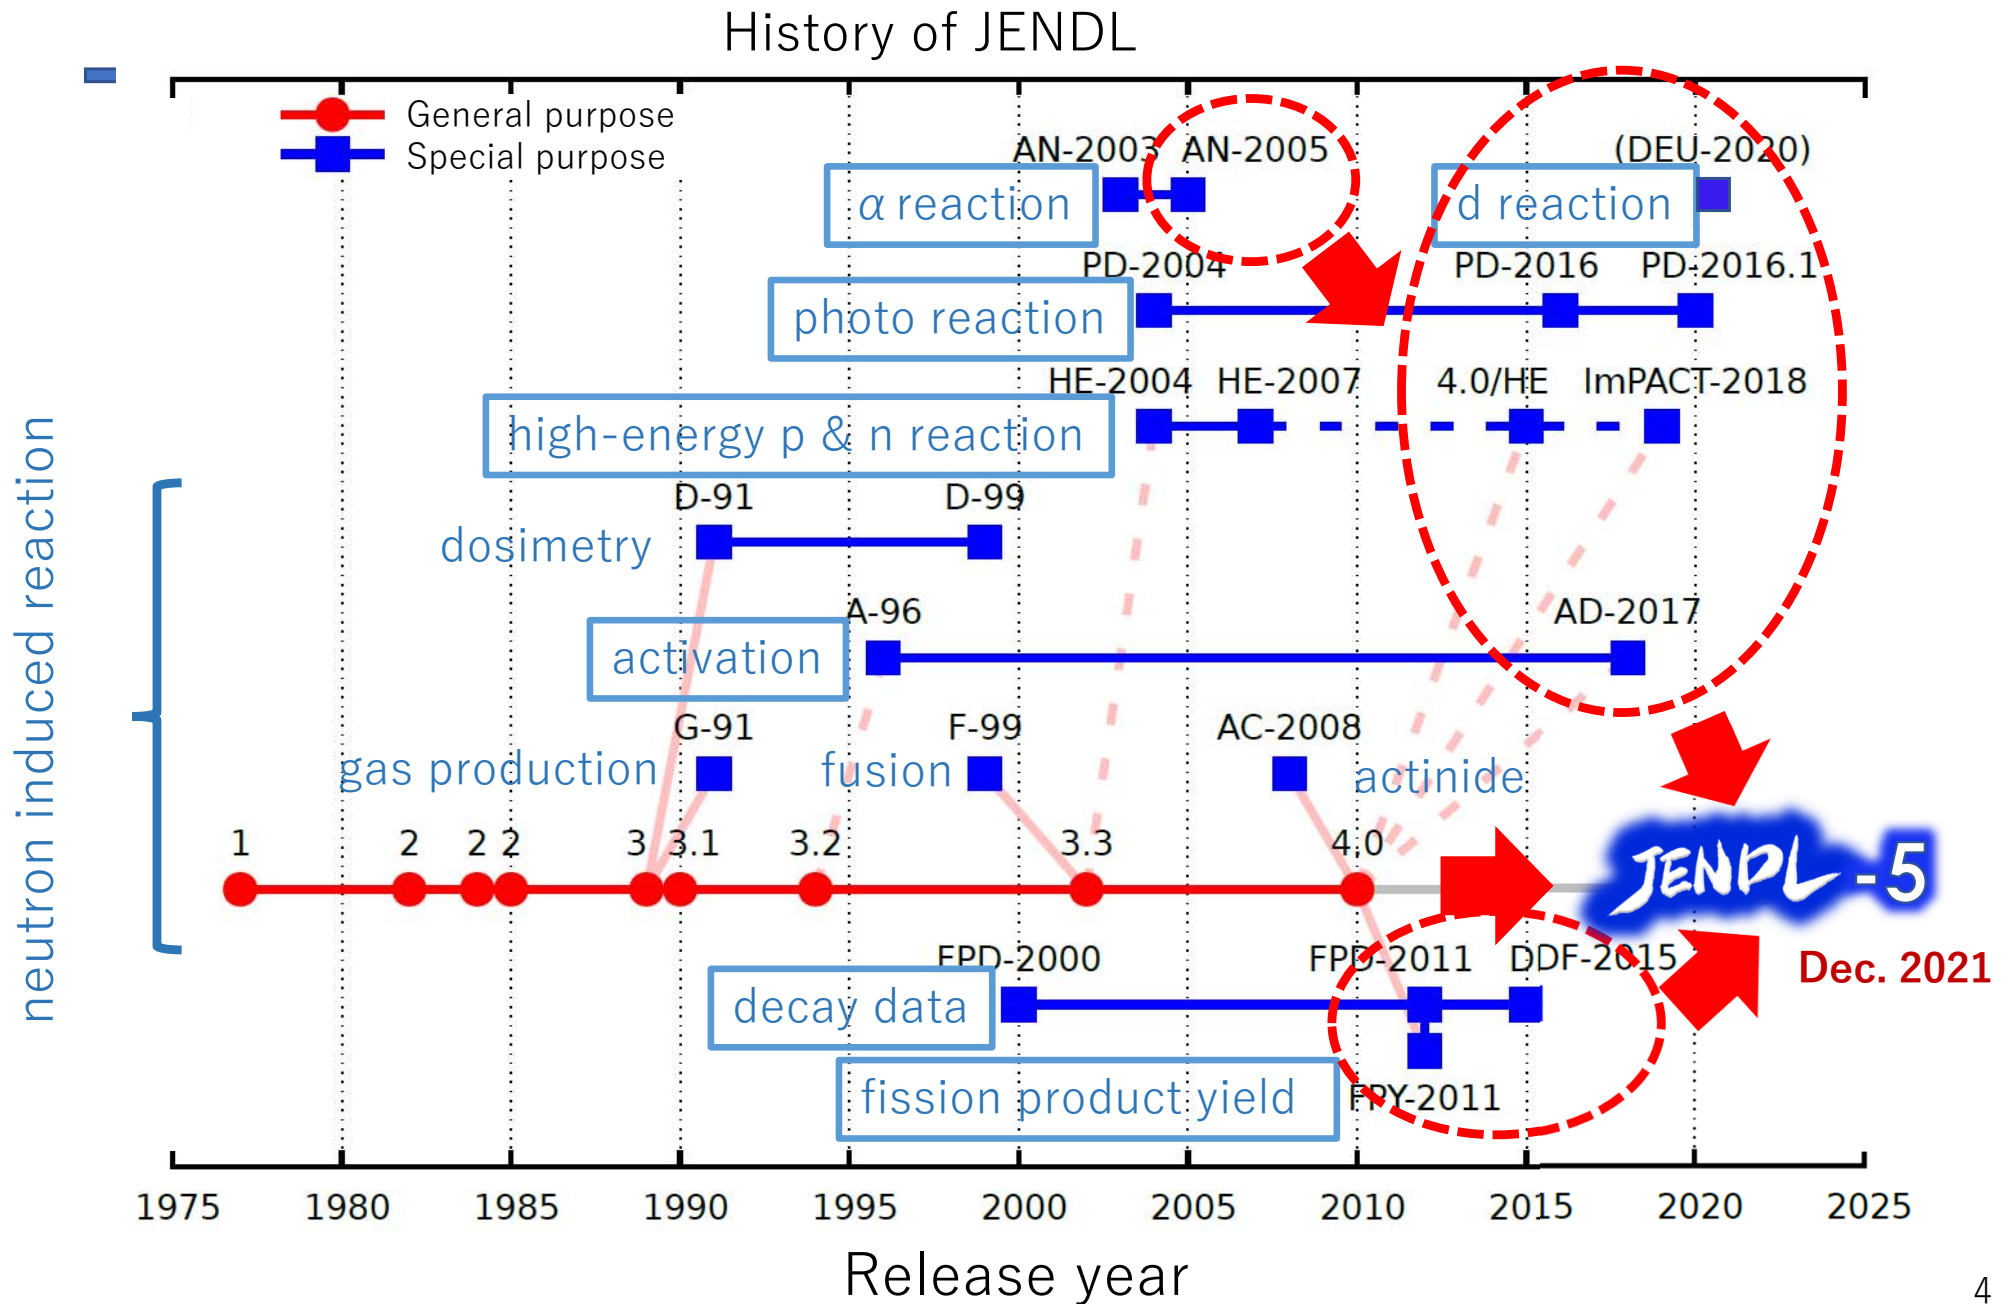 History of JENDL
General purpose
Special purpose
AN-2003 AN-2005 (DEU-2020)
α reaction d reaction
PD-2004 PD-2016 PD-2016.1
photo reaction
HE-2004 HE-2007 4.0/HE ImPACT-2018
high-energy p & n reaction
D-91 D-99
dosimetry
A-96 AD-2017
activation
G-91 F-99 AC-2008
gas production fusion actinide
neutron induced reaction
1 2 2 2 3 3.1 3.2 3.3 4.0
JENDL-5
Dec. 2021
FPD-2000 FPD-2011 DDF-2015
decay data
fission product yield FPY-2011
1975 1980 1985 1990 1995 2000 2005 2010 2015 2020 2025
Release year
4